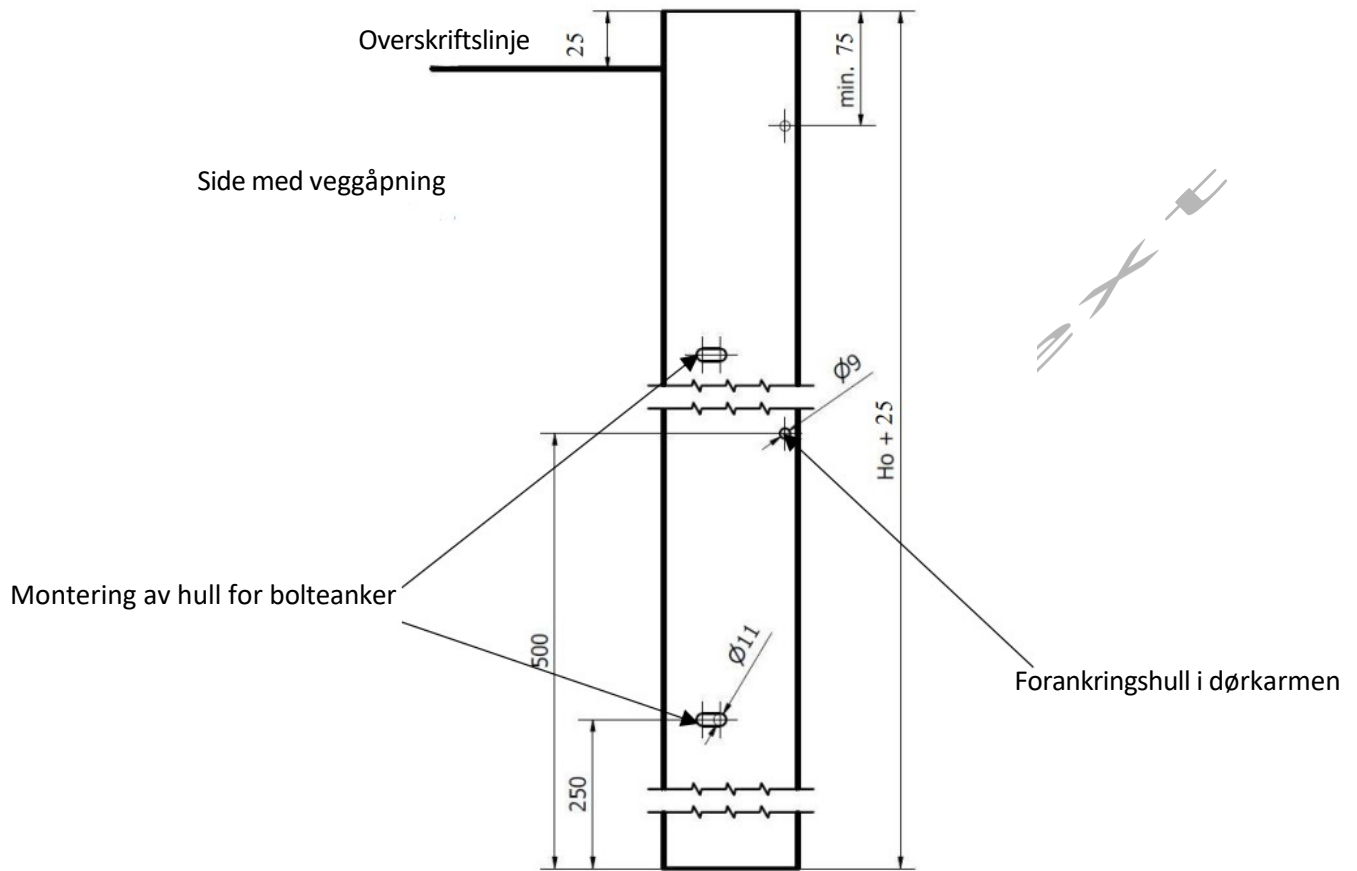 Overskriftslinje
25
min. 75
Side med veggåpning
Ø9
Ho + 25
Montering av hull for bolteanker
500
Ø11
Forankringshull i dørkarmen
250